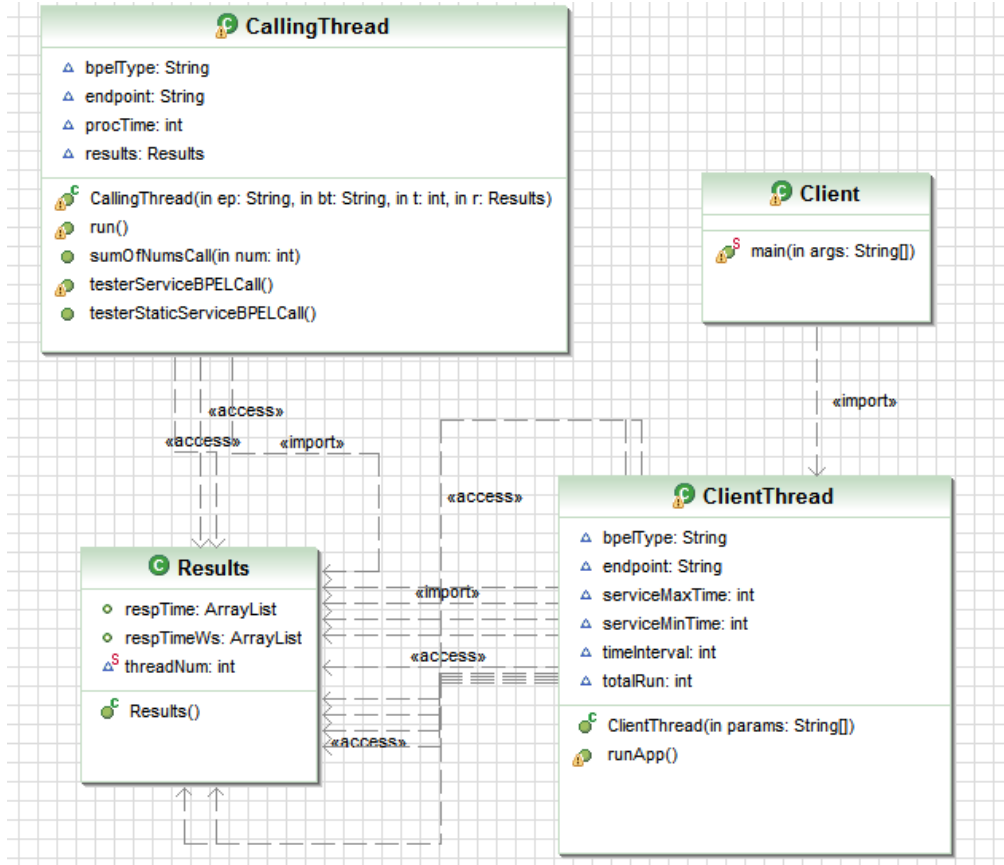 CallingThread
bpelType: String
endpoint: String
procTime: int
results: Results
CallingThread(in ep: String, in bt: String, in t: int, in r: Results)
run()
sumOfNumsCall(in num: int)
testerServiceBPELCall()
testerStaticServiceBPELCall()
Client
main(in args: String[])
«import»
«access»
«access»
«import»
«access»
ClientThread
bpelType: String
endpoint: String
serviceMaxTime: int
serviceMinTime: int
timeInterval: int
totalRun: int
ClientThread(in params: String[])
runApp()
Results
respTime: ArrayList
respTimeWs: ArrayList
threadNum: int
Results()
«import»
«access»
«access»